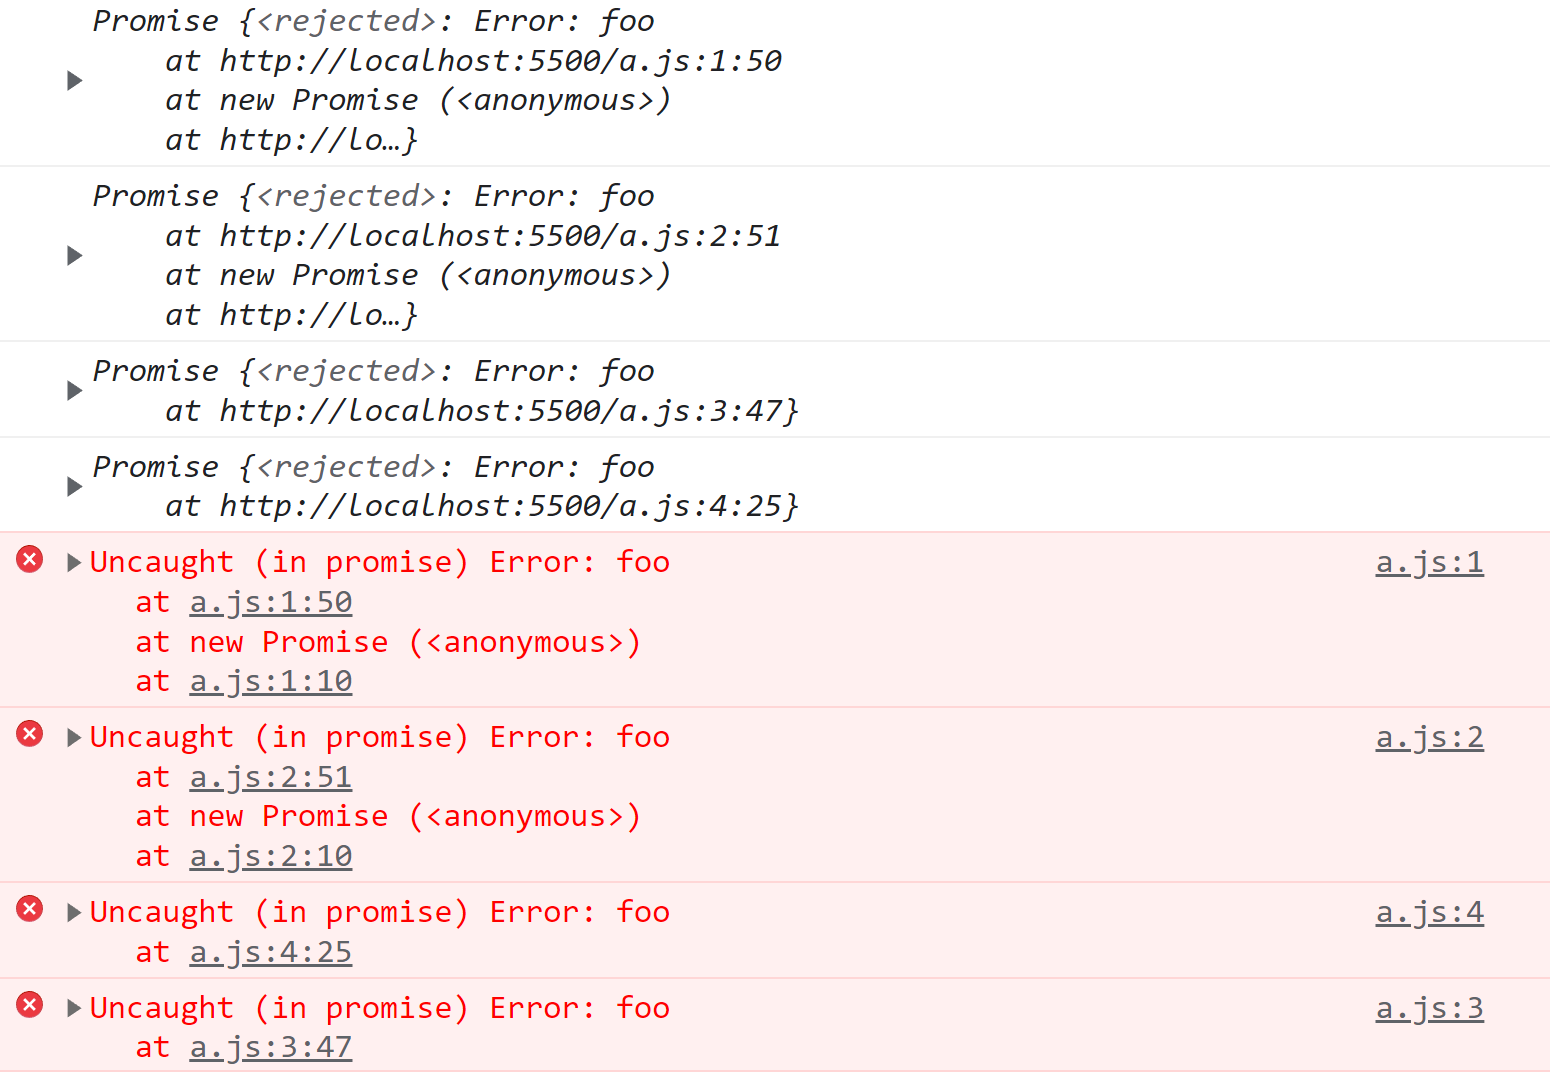 Promise {<rejected>: Error: foo
at http://localhost:5500/a.js:1:50
at new Promise (<anonymous>)
at http://lo…}
Promise {<rejected>: Error: foo
at http://localhost:5500/a.js:2:51
at new Promise (<anonymous>)
at http://lo…}
Promise {<rejected>: Error: foo
at http://localhost:5500/a.js:3:47}
Promise {<rejected>: Error: foo
at http://localhost:5500/a.js:4:25}
Uncaught (in promise) Error: foo a.js:1
at a.js:1:50
at new Promise (<anonymous>)
at a.js:1:10
Uncaught (in promise) Error: foo a.js:2
at a.js:2:51
at new Promise (<anonymous>)
at a.js:2:10
Uncaught (in promise) Error: foo a.js:4
at a.js:4:25
Uncaught (in promise) Error: foo a.js:3
at a.js:3:47